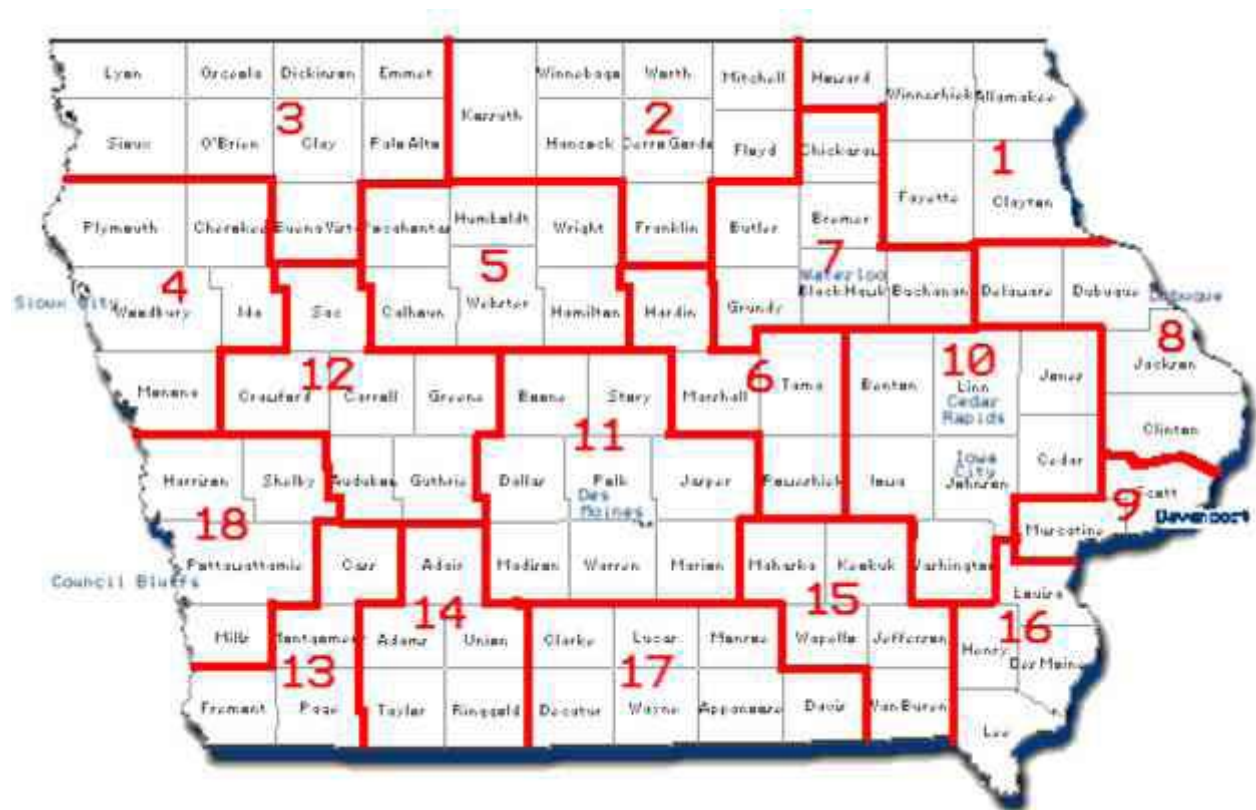 Lyon
Osceola
Dickinson
Emmet
Kossuth
Winnebago
Worth
Mitchell
Howard
Winneshiek
Allamakee
3
2
Sioux
O'Brien
Clay
Palo Alto
Hancock
Cerro Gordo
Floyd
Chickasaw
1
Fayette
Clayton
Plymouth
Cherokee
Buena Vista
Pocahontas
Humboldt
Wright
Franklin
Butler
Bremer
4
5
7
Sioux City
Woodbury
Ida
Sac
Calhoun
Webster
Hamilton
Hardin
Grundy
Waterloo
Black Hawk
Buchanan
Delaware
Dubuque
Dubuque
8
Monona
12
Crawford
Carroll
Greene
Boone
Story
Marshall
6
Tama
Benton
10
Linn
Cedar
Rapids
Jones
Jackson
Clinton
11
Harrison
Shelby
Audubon
Guthrie
Dallas
Polk
Des
Moines
Jasper
Poweshiek
Iowa
Iowa
City
Johnson
Cedar
Scott
9
Davenport
Muscatine
18
Council Bluffs
Pottawattamie
Cass
Adair
Madison
Warren
Marion
Mahaska
Keokuk
Washington
Louisa
14
15
16
Mills
Montgomery
Adams
Union
Clarke
Lucas
Monroe
Wapello
Jefferson
Henry
Des Moine
13
17
Fremont
Page
Taylor
Ringgold
Decatur
Wayne
Appanoose
Davis
Van Buren
Lee